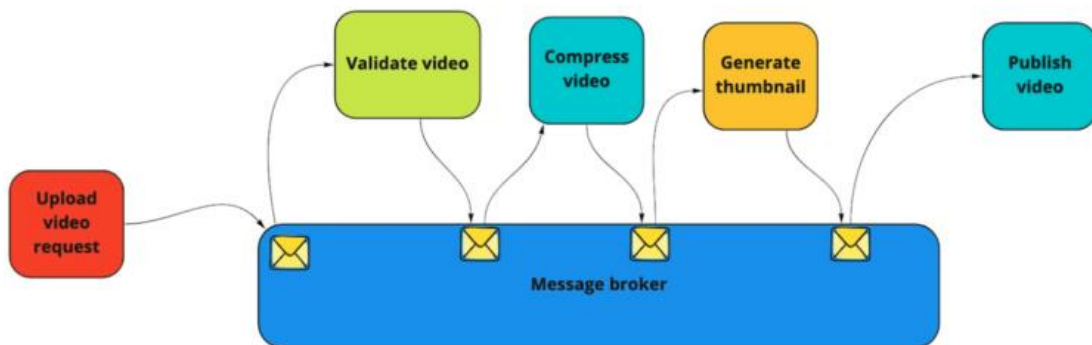 Validate video
Compress
video
Generate
thumbnail
Publish
video
Upload
video
request
Message broker